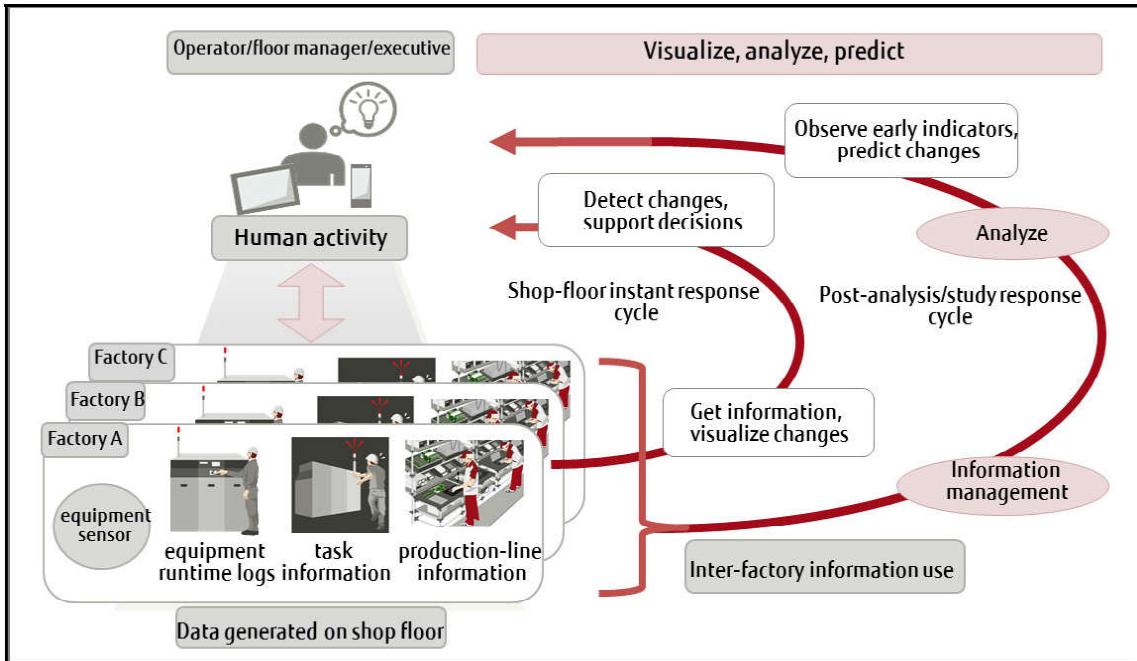 Operator/floor manager/executive
Visualize, analyze, predict
Observe early indicators,
predict changes
Detect changes,
support decisions
Human activity
Analyze
Shop-floor instant response
cycle
Post-analysis/study response
cycle
Factory C
Factory B
Factory A
Get information,
visualize changes
Information
management
equipment
sensor
equipment
runtime logs
task
information
production-line
information
Inter-factory information use
Data generated on shop floor